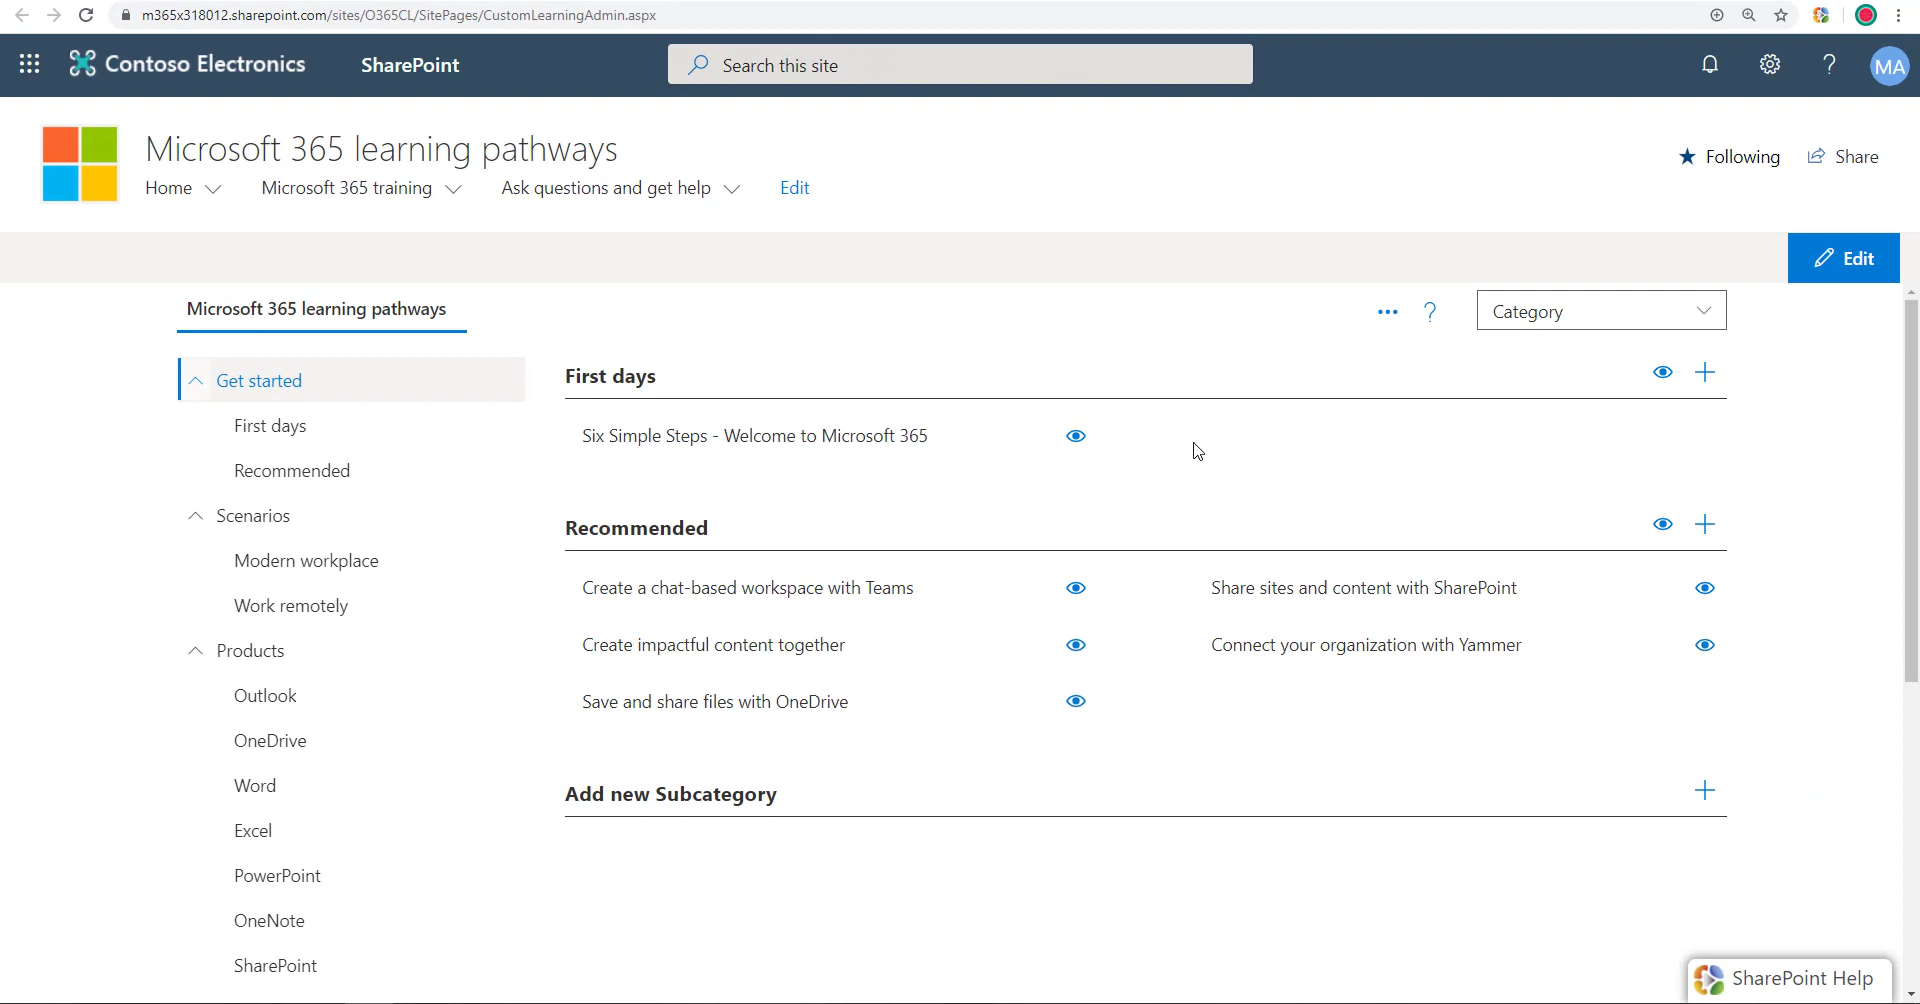 m365x318012.sharepoint.com/sites/O365CL/SitePages/CustomLearningAdmin.aspx
Contoso Electronics
SharePoint
Search this site
MA
Microsoft 365 learning pathways
Following
Share
Home
Microsoft 365 training
Ask questions and get help
Edit
Edit
Microsoft 365 learning pathways
Category
Get started
First days
Recommended
Scenarios
Modern workplace
Work remotely
Products
Outlook
OneDrive
Word
Excel
PowerPoint
OneNote
SharePoint
First days
Six Simple Steps - Welcome to Microsoft 365
Recommended
Create a chat-based workspace with Teams
Share sites and content with SharePoint
Create impactful content together
Connect your organization with Yammer
Save and share files with OneDrive
Add new Subcategory
SharePoint Help